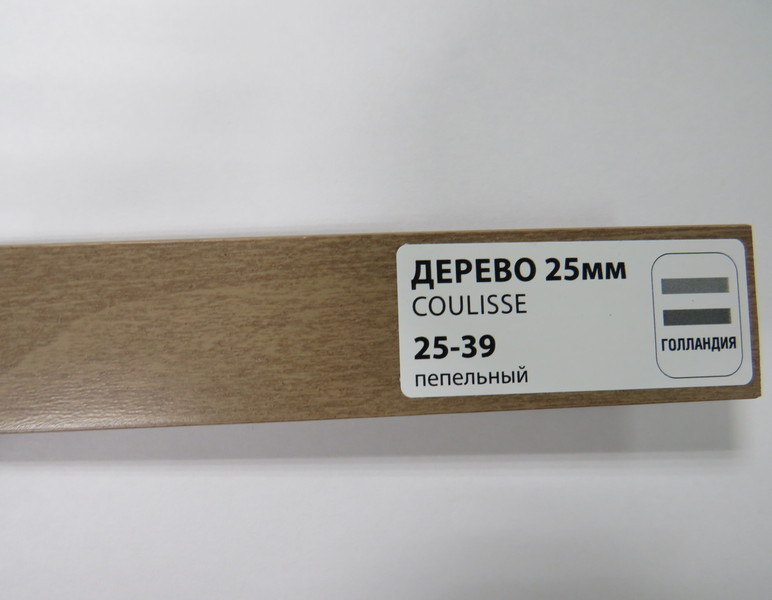 ДЕРЕВО 25мм
COULISSE
25-39
пепельный
ГОЛЛАНДИЯ